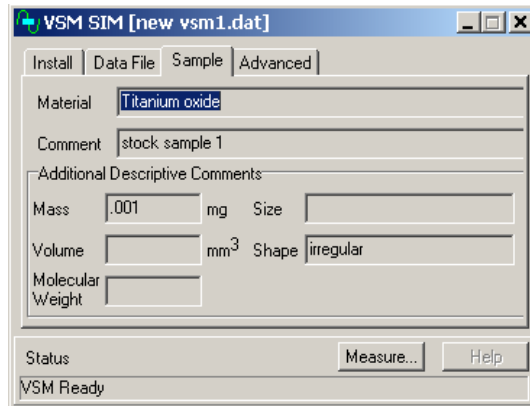 VSM SIM [new vsm1.dat]
Install Data File Sample Advanced
Material Titanium oxide
Comment stock sample 1
Additional Descriptive Comments
Mass .001 mg Size
Volume mm3 Shape irregular
Molecular
Weight
Status Measure... Help
VSM Ready